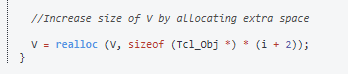 //Increase size of V by allocating extra space
V = realloc (V, sizeof (Tcl_Obj *) * (i + 2));
}